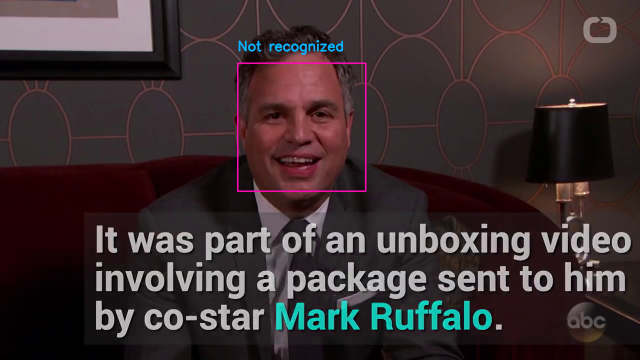 Not recognized
It was part of an unboxing video
involving a package sent to him
by co-star Mark Ruffalo.
abc